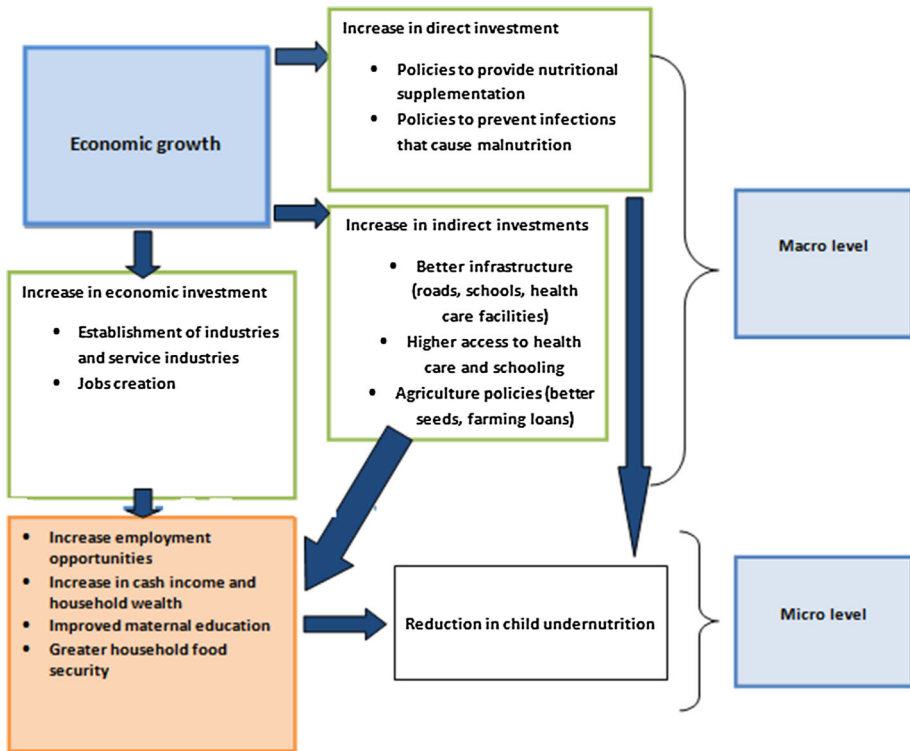 Economic growth
Increase in direct investment
• Policies to provide nutritional
supplementation
• Policies to prevent infections
that cause malnutrition
Increase in indirect investments
• Better infrastructure
(roads, schools, health
care facilities)
• Higher access to health
care and schooling
• Agriculture policies (better
seeds, farming loans)
Macro level
Increase in economic investment
• Establishment of industries
and service industries
• Jobs creation
• Increase employment
opportunities
• Increase in cash income and
household wealth
• Improved maternal education
• Greater household food
security
Reduction in child undernutrition
Micro level